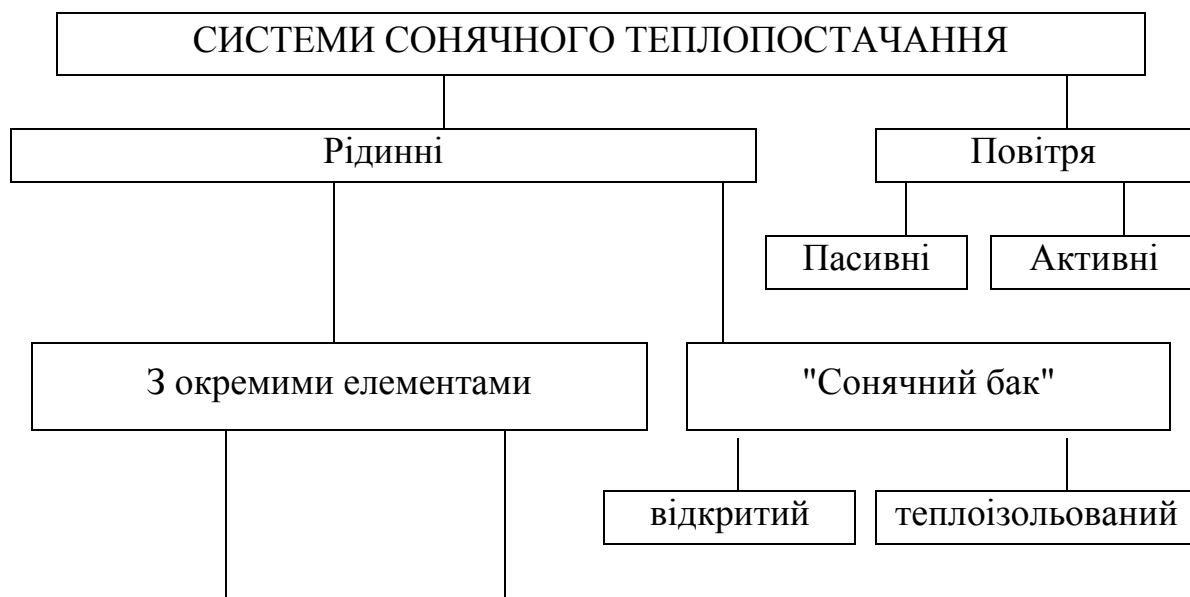 СИСТЕМИ СОНЯЧНОГО ТЕПЛОПОСТАЧАННЯ
Рідинні
Повітря
Пасивні
Активні
З окремими елементами
"Сонячний бак"
відкритий
теплоізольований